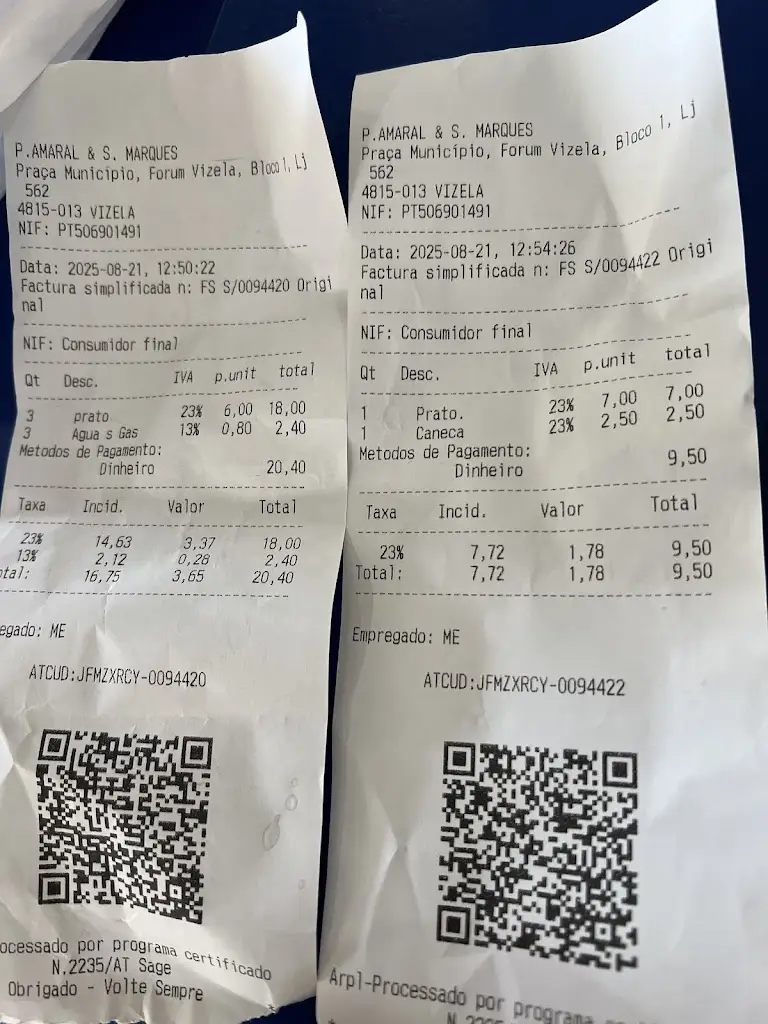 P.AMARAL & S. MARQUES
Praça Município, Forum Vizela, Bloco 1, Lj
562
4815-013 VIZELA
NIF: PT506901491
Data: 2025-08-21, 12:50:22
Factura simplificada n: FS S/0094420 Origi
nal
NIF: Consumidor final
Qt Desc. IVA p.unit total
3 prato 23% 6,00 18,00
3 Agua s Gas 13% 0,80 2,40
Metodos de Pagamento:
Dinheiro 20,40
Taxa Incid. Valor Total
23% 14,63 3,37 18,00
13% 2,12 0,28 2,40
otal: 16,75 3,65 20,40
egado: ME
ATCUD:JFMZXRCY-0094420
ocessado por programa certificado
N.2235/AT Sage
Obrigado - Volte Sempre
P.AMARAL & S. MARQUES
Praça Município, Forum Vizela, Bloco 1, Lj
562
4815-013 VIZELA
NIF: PT506901491
Data: 2025-08-21, 12:54:26
Factura simplificada n: FS S/0094422 Origi
nal
NIF: Consumidor final
Qt Desc. IVA p.unit total
1 Prato. 23% 7,00 7,00
1 Caneca 23% 2,50 2,50
Metodos de Pagamento:
Dinheiro 9,50
Taxa Incid. Valor Total
23% 7,72 1,78 9,50
Total: 7,72 1,78 9,50
Empregado: ME
ATCUD:JFMZXRCY-0094422
Arpl-Processado por programa